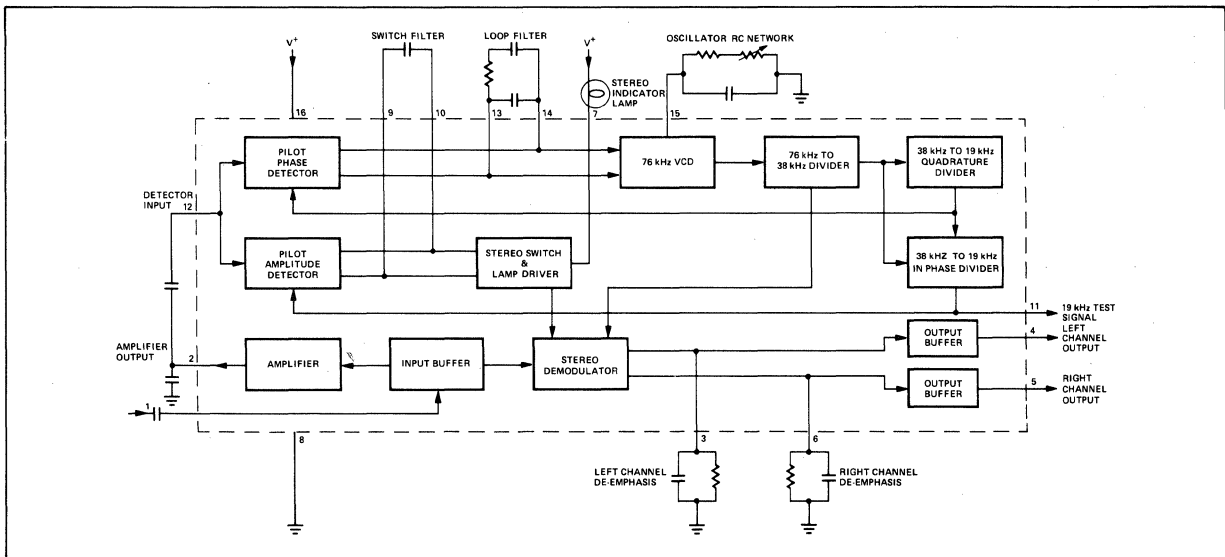 V+
SWITCH FILTER
LOOP FILTER
V+
OSCILLATOR RC NETWORK
STEREO
INDICATOR
LAMP
16
9
10
13
14
7
15
PILOT
PHASE
DETECTOR
76 kHz VCD
76 kHz TO
38 kHz DIVIDER
38 kHz TO 19 kHz
QUADRATURE
DIVIDER
DETECTOR
INPUT
12
PILOT
AMPLITUDE
DETECTOR
STEREO SWITCH
&
LAMP DRIVER
38 KHZ TO 19 kHz
IN PHASE DIVIDER
11
19 kHz TEST
SIGNAL
AMPLIFIER
OUTPUT
2
AMPLIFIER
INPUT BUFFER
STEREO
DEMODULATOR
OUTPUT
BUFFER
4
LEFT
CHANNEL
OUTPUT
OUTPUT
BUFFER
5
RIGHT
CHANNEL
OUTPUT
1
8
3
6
LEFT CHANNEL
DE-EMPHASIS
RIGHT CHANNEL
DE-EMPHASIS